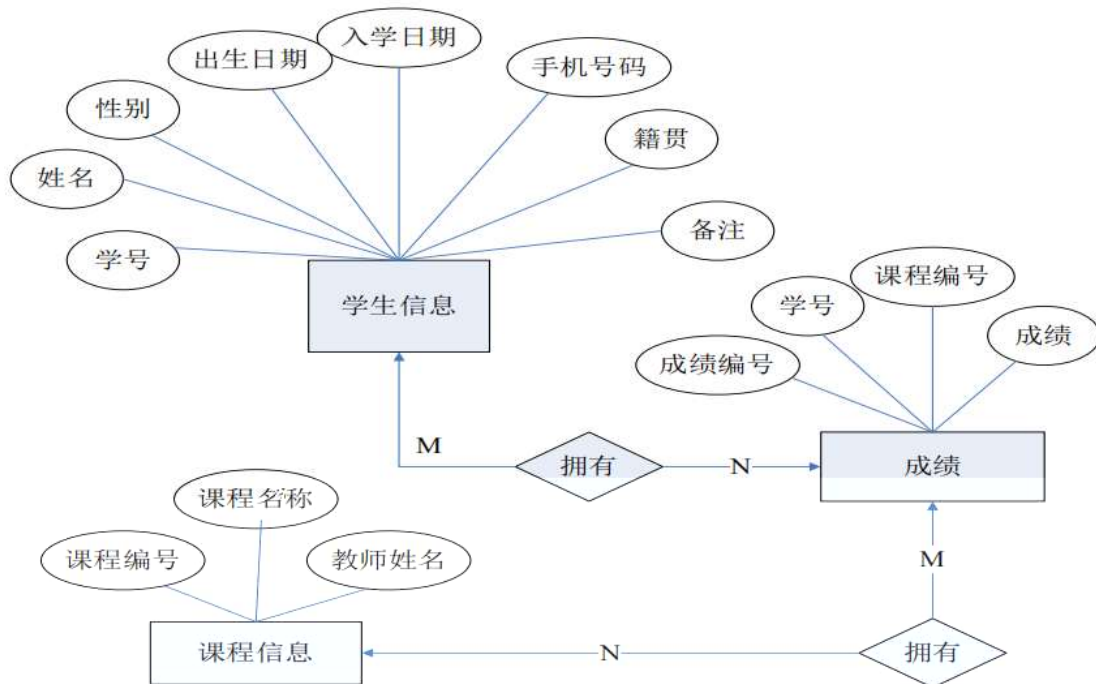 入学日期
出生日期
手机号码
性别
籍贯
姓名
备注
学号
学生信息
课程编号
学号
成绩
成绩编号
M
拥有
N
成绩
课程名称
课程编号
教师姓名
M
课程信息
N
拥有